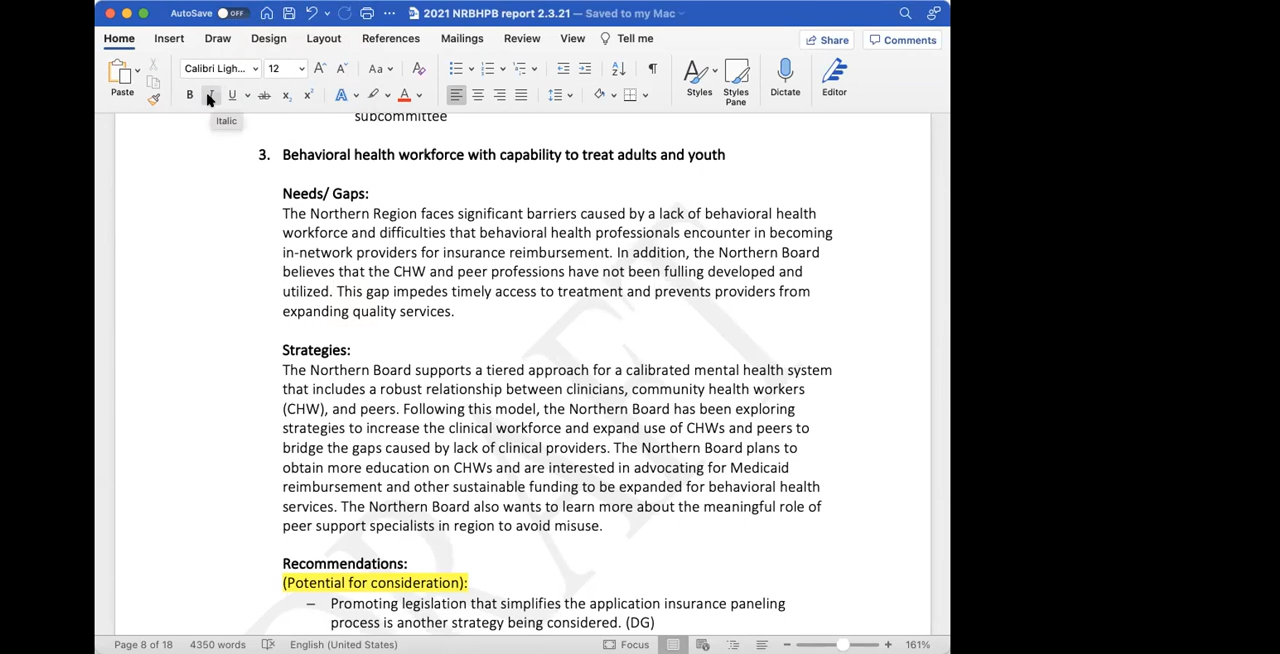 AutoSave OFF 2021 NRBHPB report 2.3.21 — Saved to my Mac
Home Insert Draw Design Layout References Mailings Review View Tell me Share Comments
Paste Calibri Ligh... 12 Aa Styles Styles Pane Dictate Editor
B I U ab x₂ x² A A
Italic
subcommittee
3. Behavioral health workforce with capability to treat adults and youth
Needs/ Gaps:
The Northern Region faces significant barriers caused by a lack of behavioral health
workforce and difficulties that behavioral health professionals encounter in becoming
in-network providers for insurance reimbursement. In addition, the Northern Board
believes that the CHW and peer professions have not been fulling developed and
utilized. This gap impedes timely access to treatment and prevents providers from
expanding quality services.
Strategies:
The Northern Board supports a tiered approach for a calibrated mental health system
that includes a robust relationship between clinicians, community health workers
(CHW), and peers. Following this model, the Northern Board has been exploring
strategies to increase the clinical workforce and expand use of CHWs and peers to
bridge the gaps caused by lack of clinical providers. The Northern Board plans to
obtain more education on CHWs and are interested in advocating for Medicaid
reimbursement and other sustainable funding to be expanded for behavioral health
services. The Northern Board also wants to learn more about the meaningful role of
peer support specialists in region to avoid misuse.
Recommendations:
(Potential for consideration):
– Promoting legislation that simplifies the application insurance paneling
process is another strategy being considered. (DG)
DRAFT
Page 8 of 18 4350 words English (United States) Focus 161%